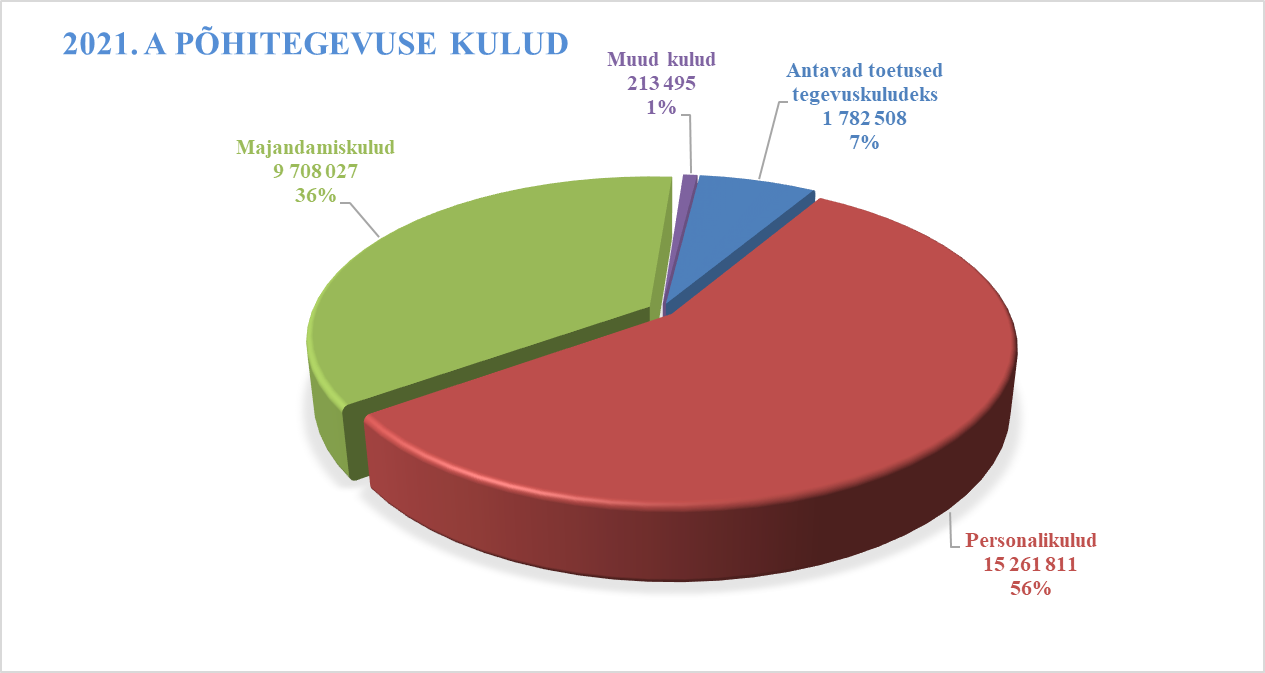 2021. A PÕHITEGEVUSE KULUD
Muud kulud
213 495
1%
Antavad toetused
tegevuskuludeks
1 782 508
7%
Majandamiskulud
9 708 027
36%
Personalikulud
15 261 811
56%